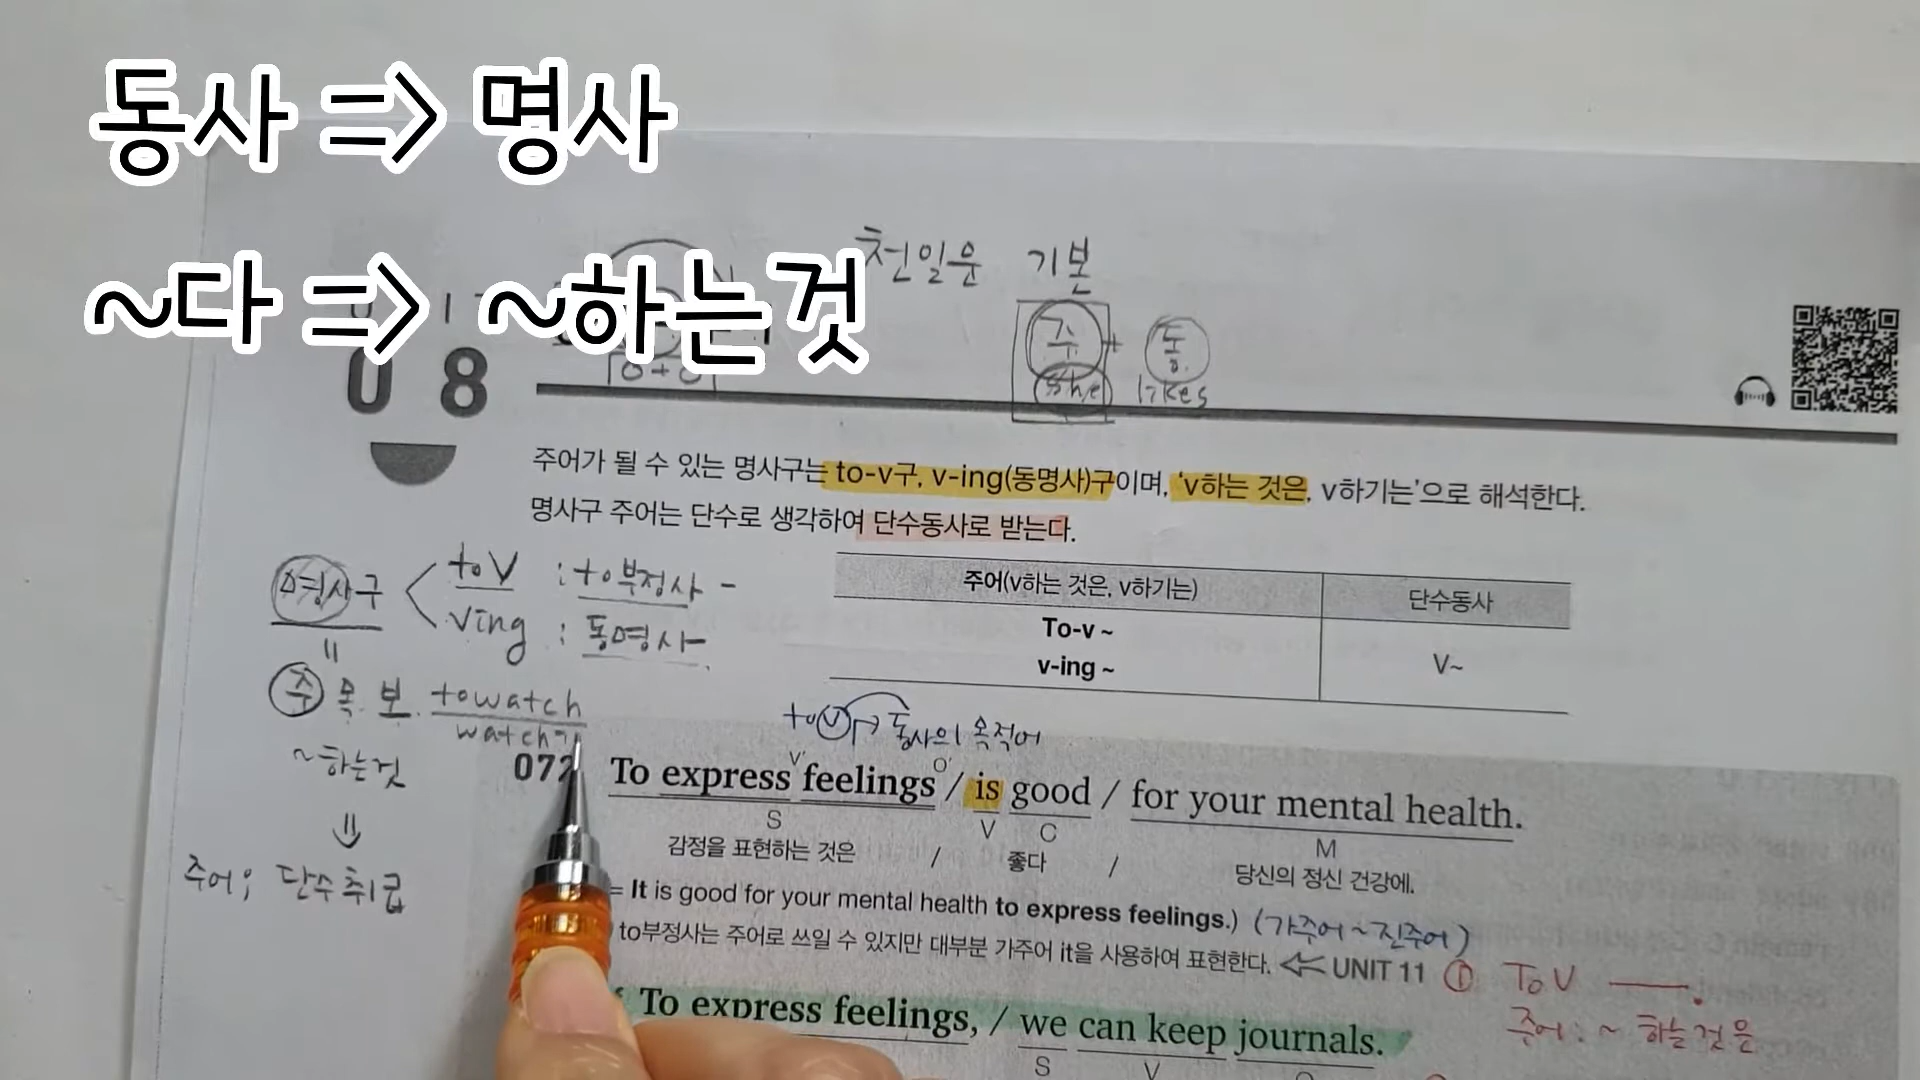 동사 => 명사
~다 => ~하는것
천일문 기본
주 + 동
she likes
08
주어가 될 수 있는 명사구는 to-v구, v-ing(동명사)구이며, ‘v하는 것은, v하기는’으로 해석한다.
명사구 주어는 단수로 생각하여 단수동사로 받는다.
명사구 < toV : to부정사
ving : 동명사
주어(v하는 것은, v하기는) 단수동사
To-v ~
v-ing ~
V~
=
주 목 보 towatch
~하는것
주어; 단수취급
to V 동사의 목적어
V' O'
072 To express feelings / is good / for your mental health.
S V C M
감정을 표현하는 것은 / 좋다 / 당신의 정신 건강에.
= It is good for your mental health to express feelings.) (가주어~진주어)
to부정사는 주어로 쓰일 수 있지만 대부분 가주어 it을 사용하여 표현한다. UNIT 11
① ToV
주어 : ~ 하는것은
To express feelings, / we can keep journals.
S V